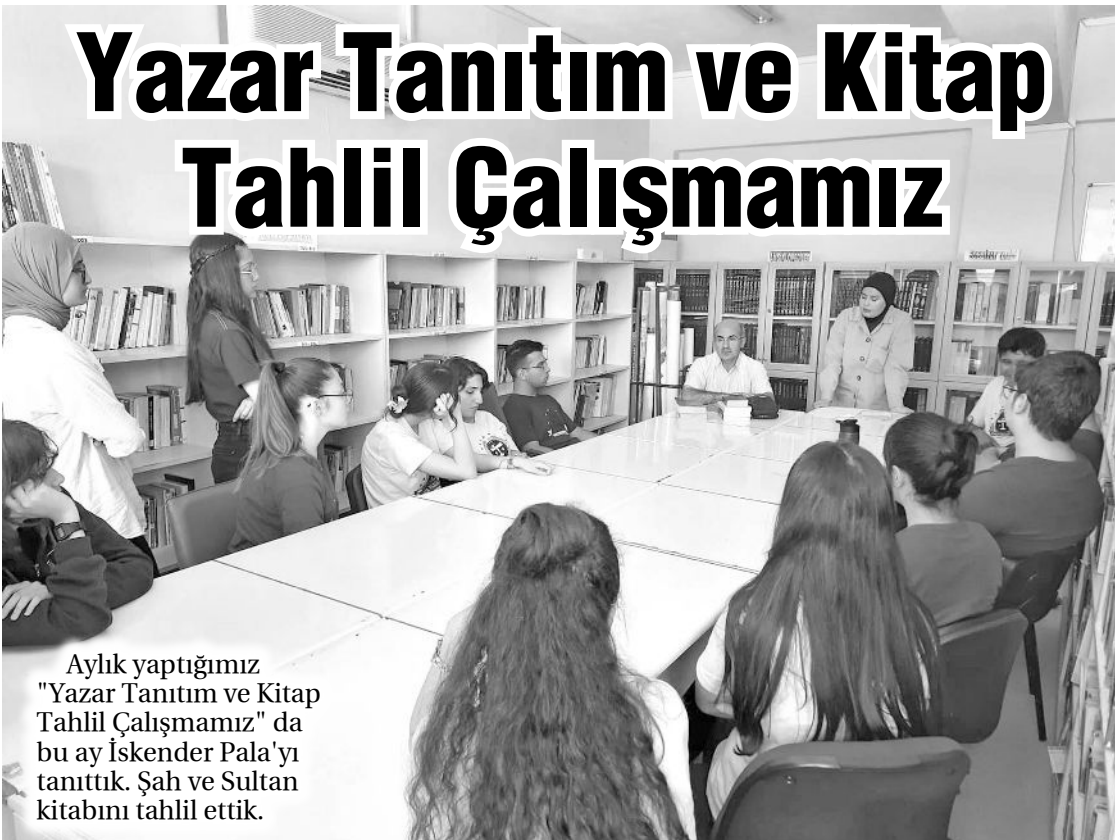 Yazar Tanıtım ve Kitap
Tahlil Çalışmamız
Aylık yaptığımız
"Yazar Tanıtım ve Kitap
Tahlil Çalışmamız" da
bu ay İskender Pala'yı
tanıttık. Şah ve Sultan
kitabını tahlil ettik.